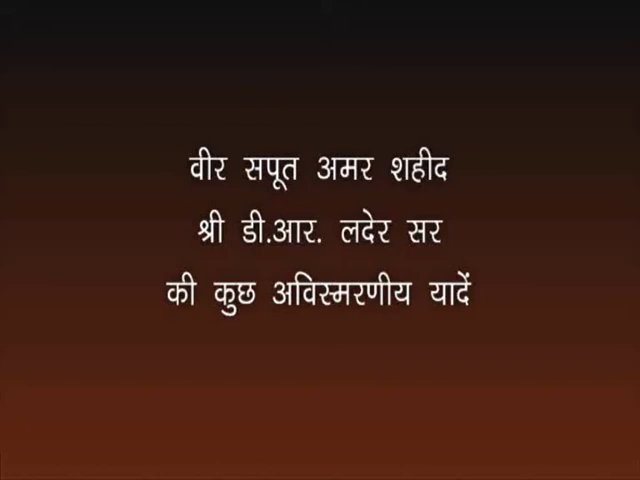 वीर सपूत अमर शहीद
श्री डी.आर. लदेर सर
की कुछ अविस्मरणीय यादें